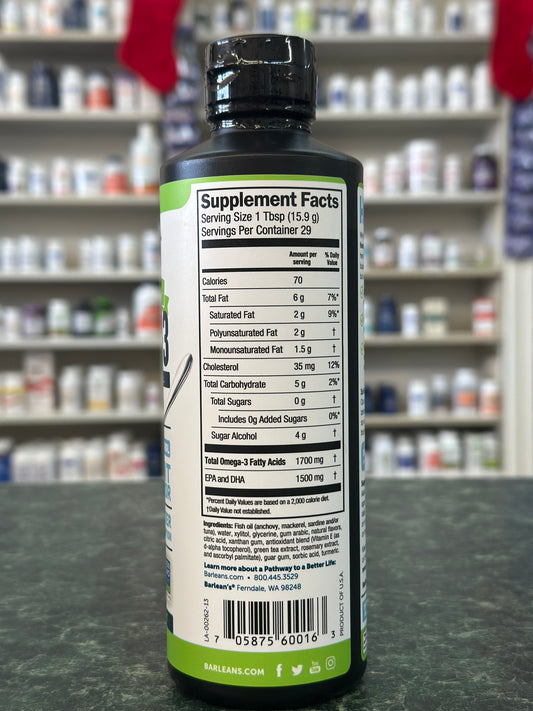 Supplement Facts
Serving Size 1 Tbsp (15.9 g)
Servings Per Container 29
Amount per serving % Daily Value
Calories 70
Total Fat 6 g 7%*
Saturated Fat 2 g 9%*
Polyunsaturated Fat 2 g †
Monounsaturated Fat 1.5 g †
Cholesterol 35 mg 12%
Total Carbohydrate 5 g 2%*
Total Sugars 0 g †
Includes 0g Added Sugars 0%*
Sugar Alcohol 4 g †
Total Omega-3 Fatty Acids 1700 mg †
EPA and DHA 1500 mg †
*Percent Daily Values are based on a 2,000 calorie diet.
†Daily Value not established.
Ingredients: Fish oil (anchovy, mackerel, sardine and/or
tuna), water, xylitol, glycerine, gum arabic, natural flavors,
citric acid, xanthan gum, antioxidant blend (Vitamin E (as
d-alpha tocopherol), green tea extract, rosemary extract,
and ascorbyl palmitate), guar gum, sorbic acid, turmeric.
Learn more about a Pathway to a Better Life:
Barleans.com • 800.445.3529
Barlean's® Ferndale, WA 98248
LA-00262-13
7 05875 60016 3
PRODUCT OF U.S.A.
BARLEANS.COM
You Tube
3